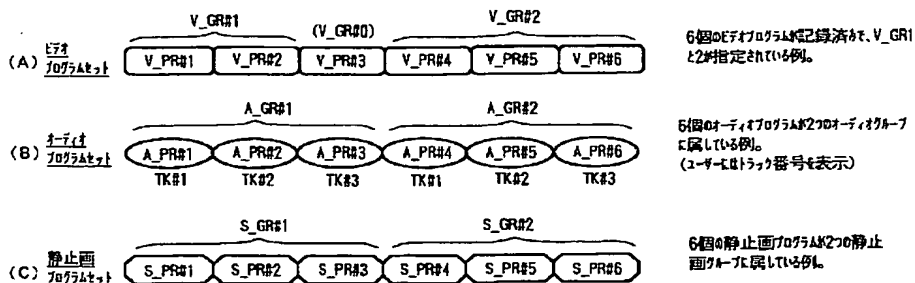 V_GR#1 (V_GR#0) V_GR#2
(A) ビデオ プログラムセット V_PR#1 V_PR#2 V_PR#3 V_PR#4 V_PR#5 V_PR#6
6個のビデオプログラムが記録済みで、V_GR1
と2が指定されている例。
A_GR#1 A_GR#2
(B) オーディオ プログラムセット A_PR#1 A_PR#2 A_PR#3 A_PR#4 A_PR#5 A_PR#6
TK#1 TK#2 TK#3 TK#1 TK#2 TK#3
6個のオーディオプログラムが2つのオーディオグループ
に属している例。
(ユーザーにはトラック番号を表示)
S_GR#1 S_GR#2
(C) 静止画 プログラムセット S_PR#1 S_PR#2 S_PR#3 S_PR#4 S_PR#5 S_PR#6
6個の静止画プログラムが2つの静止
画グループに属している例。